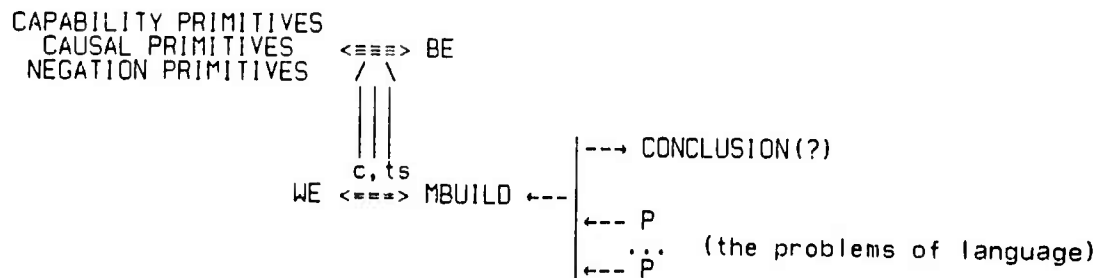 CAPABILITY PRIMITIVES
CAUSAL PRIMITIVES <≡≡≡> BE
NEGATION PRIMITIVES / \
|||
c,ts
|---→ CONCLUSION(?)
WE <===> MBUILD ←---|
|←--- P
... (the problems of language)
|←--- P